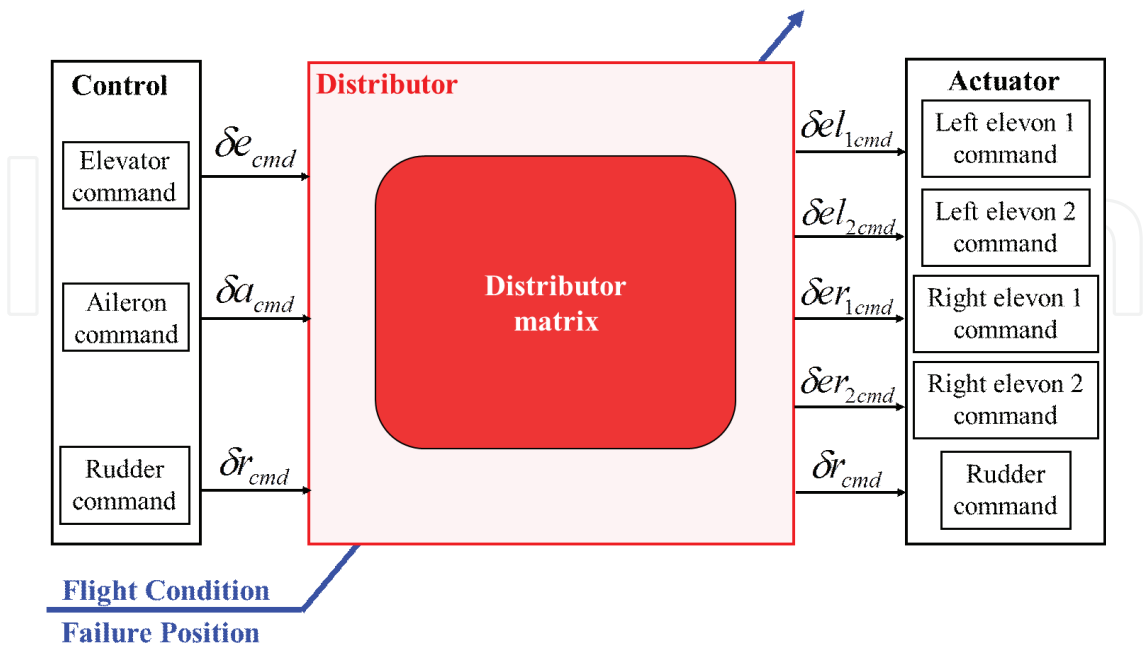 Control
Elevator
command
Aileron
command
Rudder
command
δe_cmd
δa_cmd
δr_cmd
Distributor
Distributor
matrix
δel_1cmd
δel_2cmd
δer_1cmd
δer_2cmd
δr_cmd
Actuator
Left elevon 1
command
Left elevon 2
command
Right elevon 1
command
Right elevon 2
command
Rudder
command
Flight Condition
Failure Position